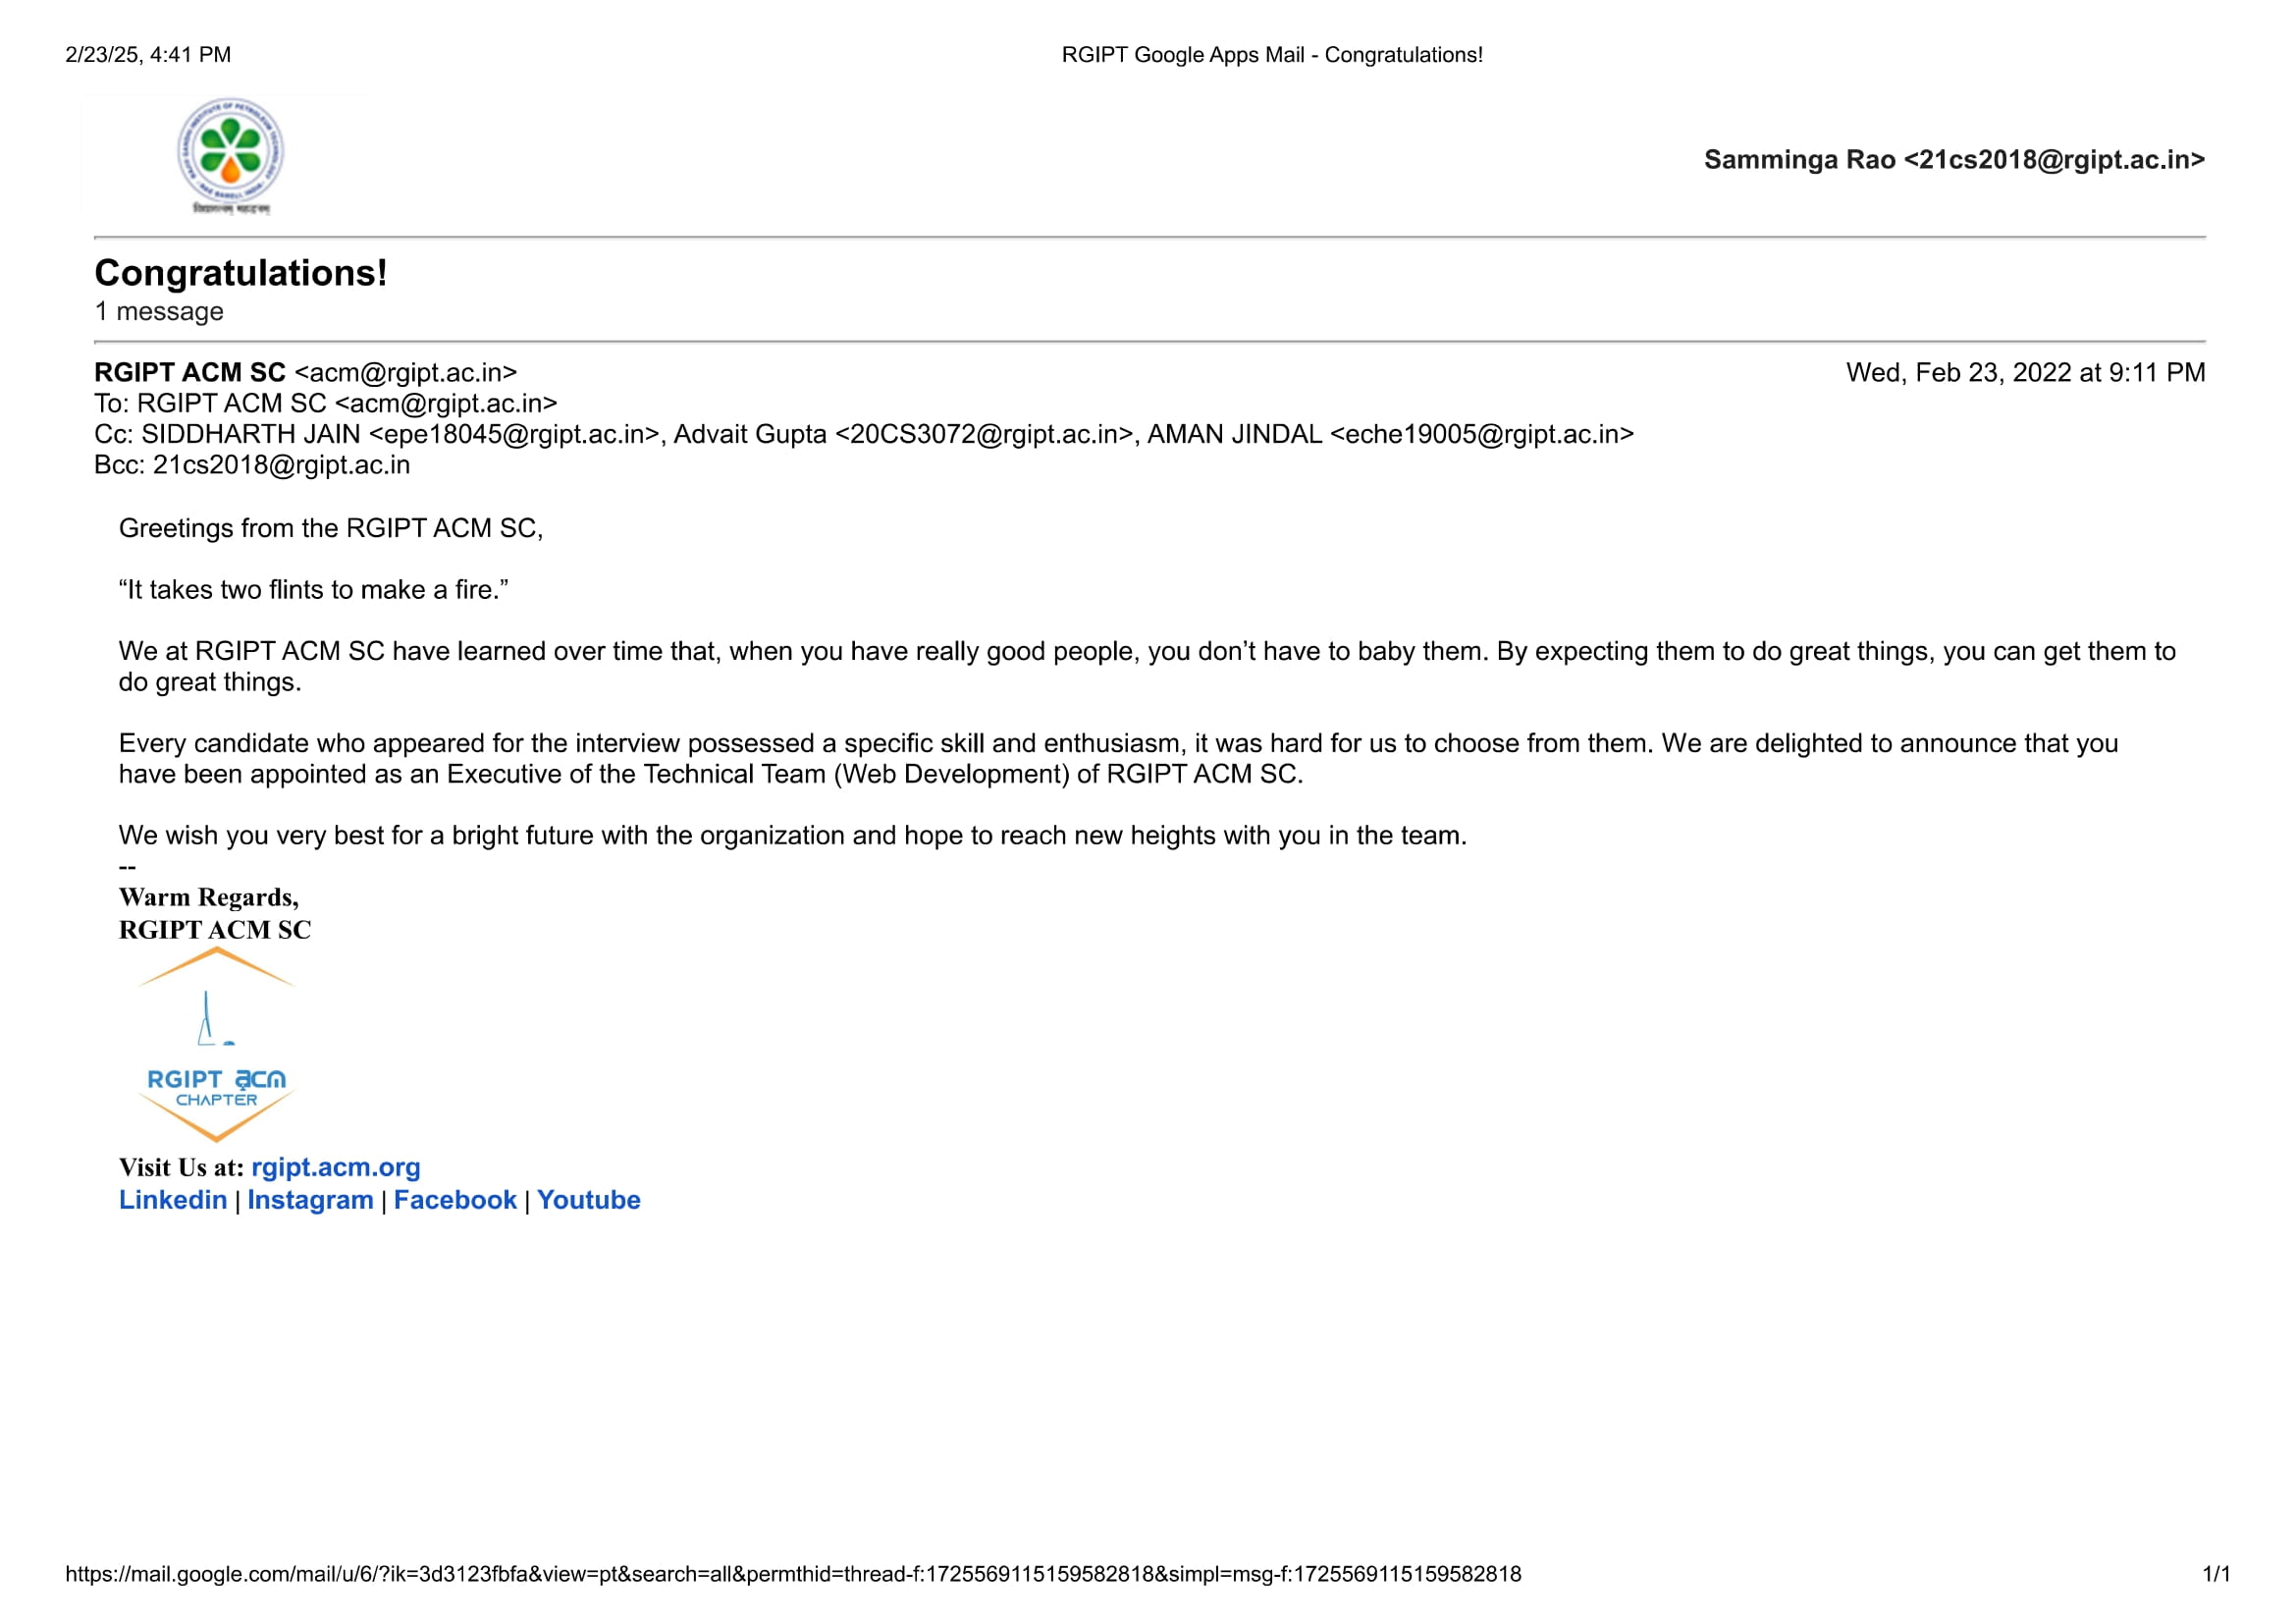 2/23/25, 4:41 PM
RGIPT Google Apps Mail - Congratulations!
Samminga Rao <21cs2018@rgipt.ac.in>
Congratulations!
1 message
RGIPT ACM SC <acm@rgipt.ac.in>
Wed, Feb 23, 2022 at 9:11 PM
To: RGIPT ACM SC <acm@rgipt.ac.in>
Cc: SIDDHARTH JAIN <epe18045@rgipt.ac.in>, Advait Gupta <20CS3072@rgipt.ac.in>, AMAN JINDAL <eche19005@rgipt.ac.in>
Bcc: 21cs2018@rgipt.ac.in
Greetings from the RGIPT ACM SC,
“It takes two flints to make a fire.”
We at RGIPT ACM SC have learned over time that, when you have really good people, you don’t have to baby them. By expecting them to do great things, you can get them to
do great things.
Every candidate who appeared for the interview possessed a specific skill and enthusiasm, it was hard for us to choose from them. We are delighted to announce that you
have been appointed as an Executive of the Technical Team (Web Development) of RGIPT ACM SC.
We wish you very best for a bright future with the organization and hope to reach new heights with you in the team.
--
Warm Regards,
RGIPT ACM SC
RGIPT acm
CHAPTER
Visit Us at: rgipt.acm.org
Linkedin | Instagram | Facebook | Youtube
https://mail.google.com/mail/u/6/?ik=3d3123fbfa&view=pt&search=all&permthid=thread-f:1725569115159582818&simpl=msg-f:1725569115159582818
1/1